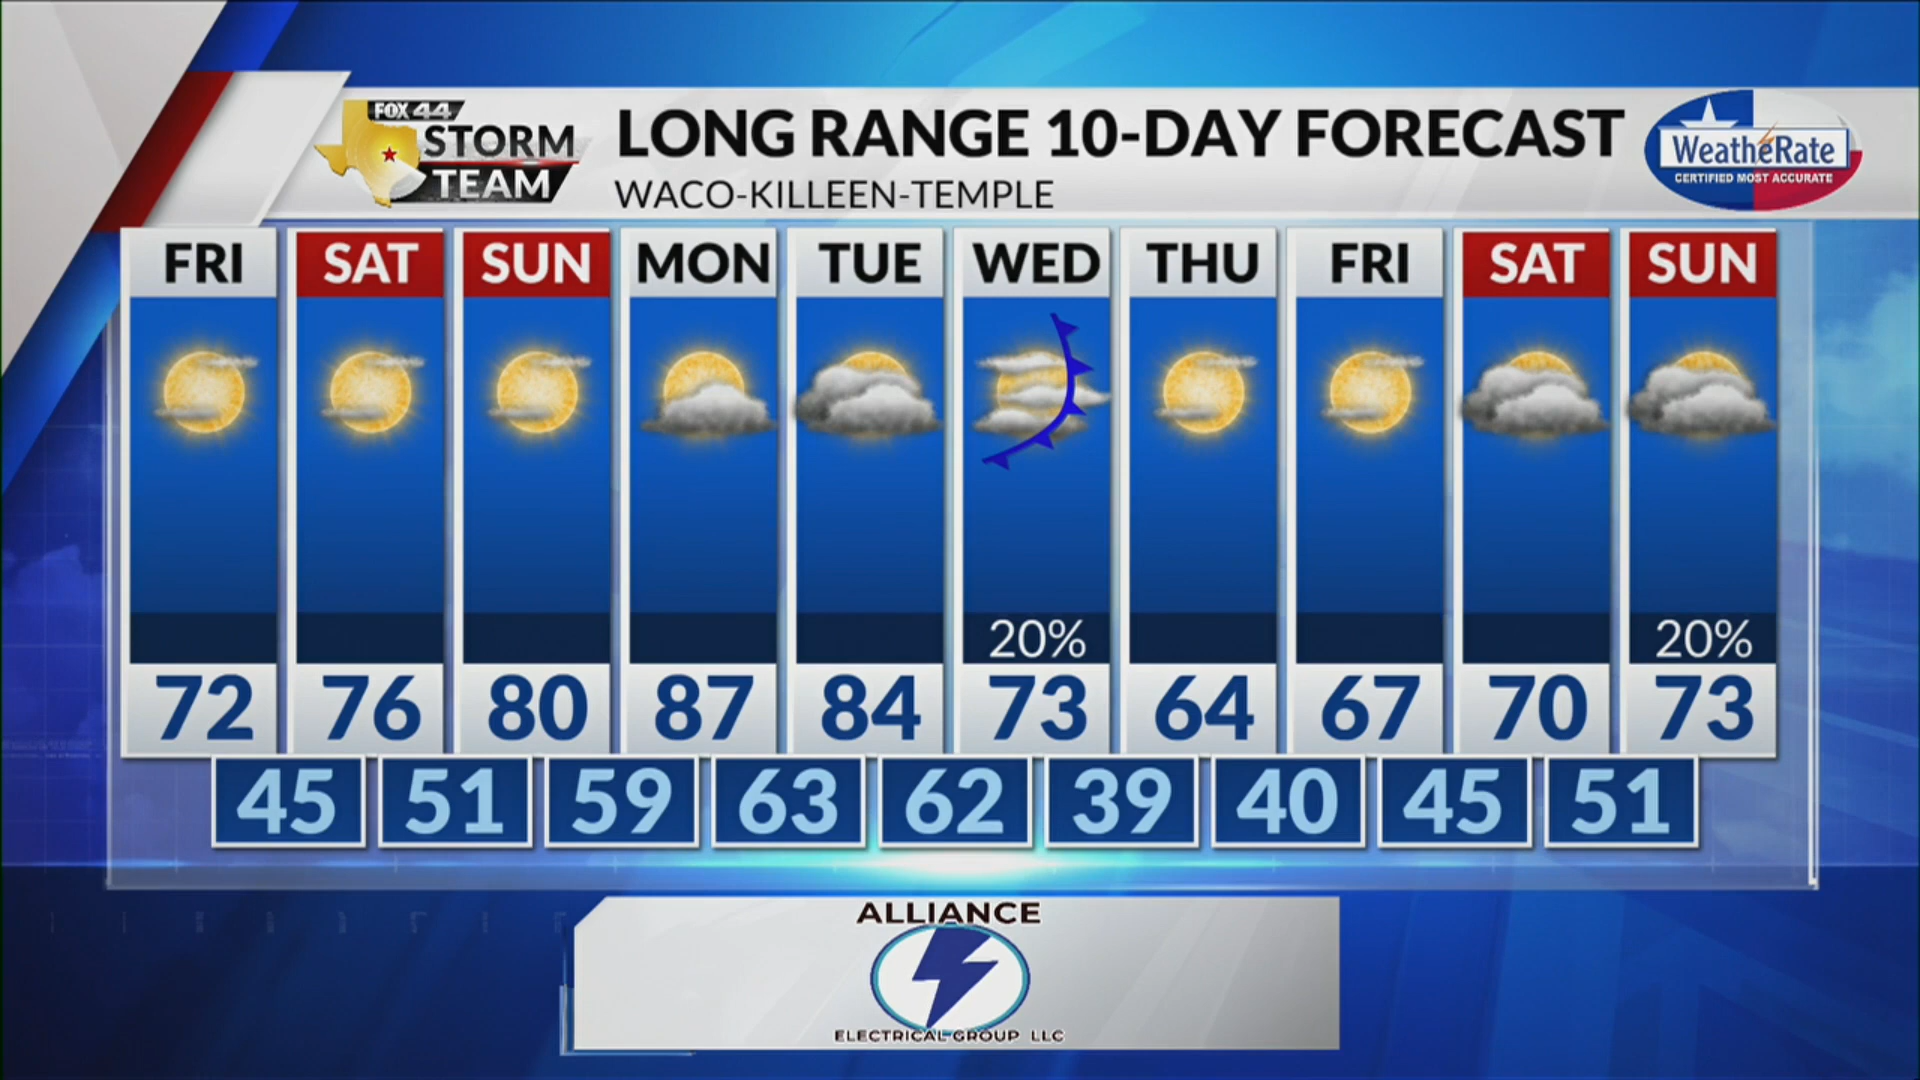 FOX 44
STORM
TEAM
LONG RANGE 10-DAY FORECAST
WACO-KILLEEN-TEMPLE
WeatheRate
CERTIFIED MOST ACCURATE
FRI SAT SUN MON TUE WED THU FRI SAT SUN
20% 20%
72 76 80 87 84 73 64 67 70 73
45 51 59 63 62 39 40 45 51
ALLIANCE
ELECTRICAL GROUP LLC